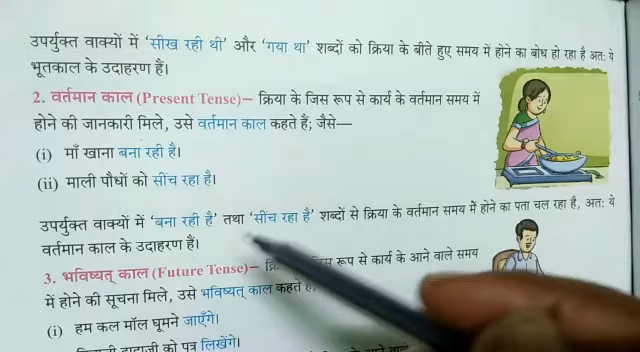 उपर्युक्त वाक्यों में ‘सीख रही थी’ और ‘गया था’ शब्दों को क्रिया के बीते हुए समय में होने का बोध हो रहा है अत: ये
भूतकाल के उदाहरण हैं।
2. वर्तमान काल (Present Tense)– क्रिया के जिस रूप से कार्य के वर्तमान समय में
होने की जानकारी मिले, उसे वर्तमान काल कहते हैं; जैसे—
(i) माँ खाना बना रही है।
(ii) माली पौधों को सींच रहा है।
उपर्युक्त वाक्यों में ‘बना रही है’ तथा ‘सींच रहा है’ शब्दों से क्रिया के वर्तमान समय में होने का पता चल रहा है, अत: ये
वर्तमान काल के उदाहरण हैं।
3. भविष्यत् काल (Future Tense)– जिस रूप से कार्य के आने वाले समय
में होने की सूचना मिले, उसे भविष्यत् काल कहते
(i) हम कल मॉल घूमने जाएँगे।
दादाजी को पत्र लिखेंगे।